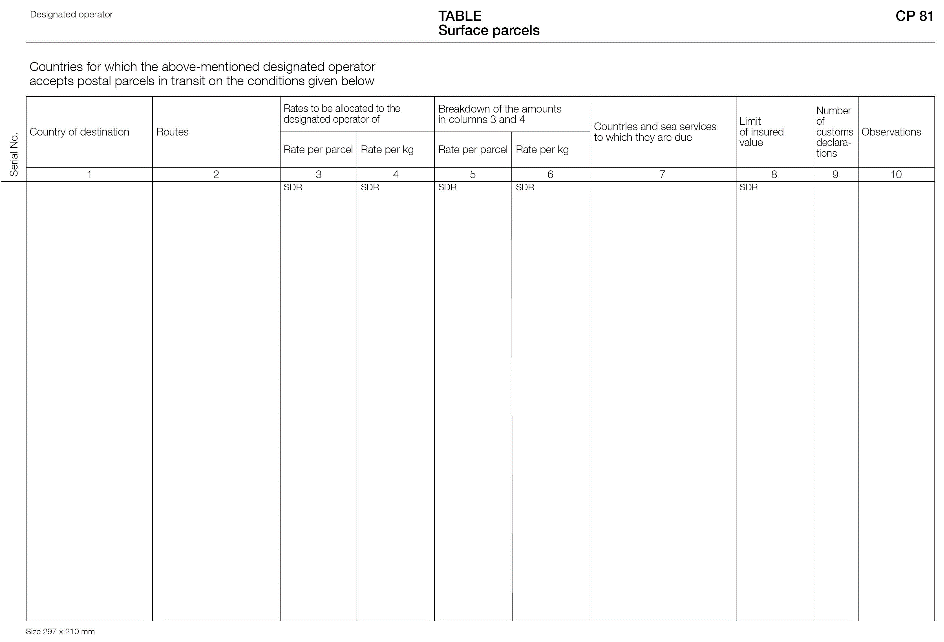 Designated operator
TABLE
CP 81
Surface parcels
Countries for which the above-mentioned designated operator
accepts postal parcels in transit on the conditions given below
Serial No.
Country of destination
Routes
Rates to be allocated to the
designated operator of
Rate per parcel
Rate per kg
Breakdown of the amounts
in columns 3 and 4
Rate per parcel
Rate per kg
Countries and sea services
to which they are due
Limit
of insured
value
Number
of
customs
declara-
tions
Observations
1 2 3 4 5 6 7 8 9 10
SDR SDR SDR SDR SDR
Size 297 x 210 mm